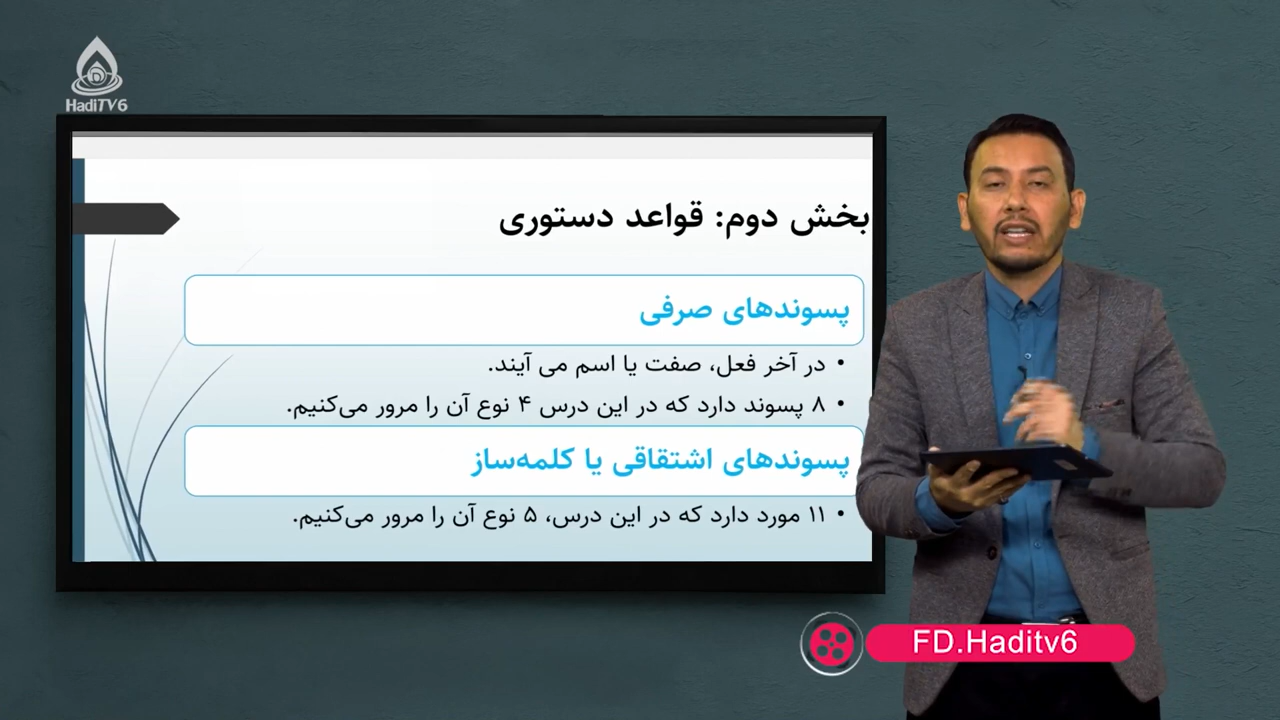 HadiTV6
بخش دوم: قواعد دستوری
پسوندهای صرفی
• در آخر فعل، صفت یا اسم می آیند.
• ۸ پسوند دارد که در این درس ۴ نوع آن را مرور می‌کنیم.
پسوندهای اشتقاقی یا کلمه‌ساز
• ۱۱ مورد دارد که در این درس، ۵ نوع آن را مرور می‌کنیم.
FD.Haditv6